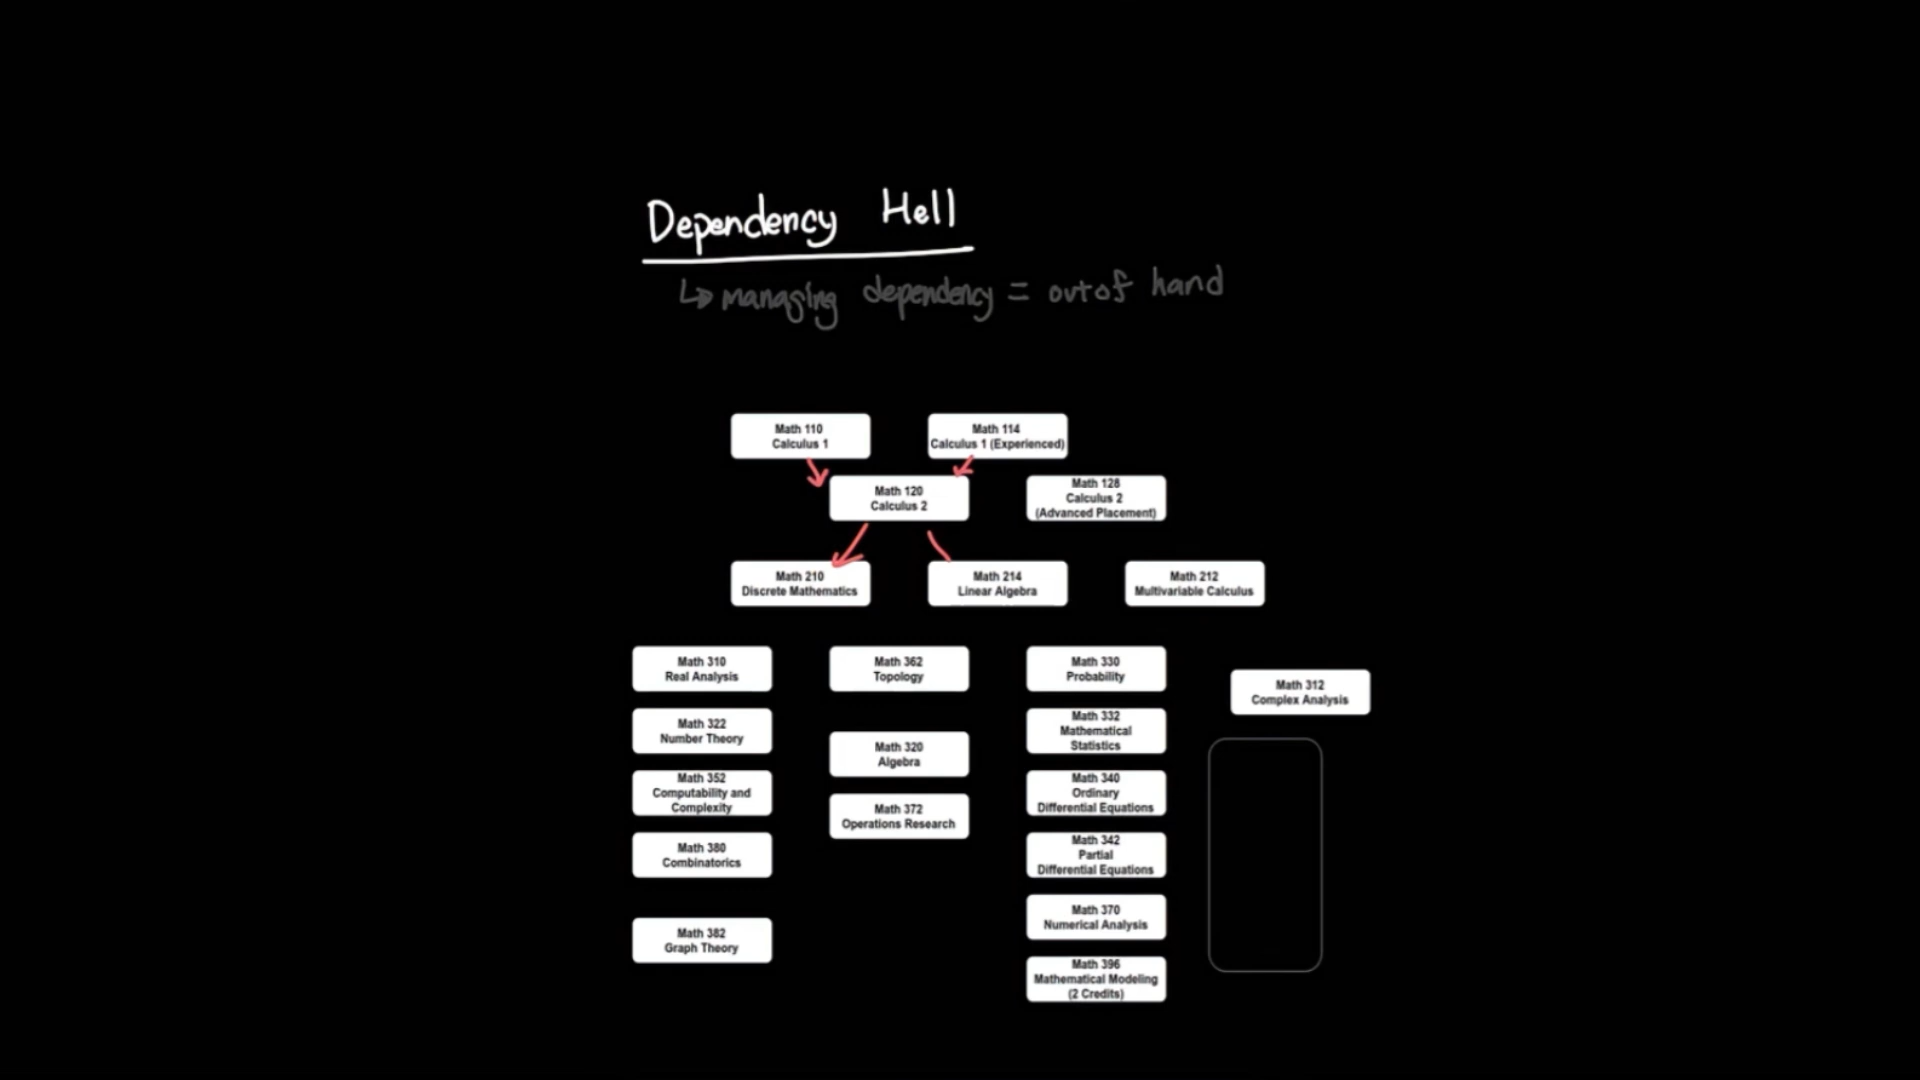 Dependency Hell
↳ managing dependency = out of hand
Math 110
Calculus 1
Math 114
Calculus 1 (Experienced)
Math 120
Calculus 2
Math 128
Calculus 2
(Advanced Placement)
Math 210
Discrete Mathematics
Math 214
Linear Algebra
Math 212
Multivariable Calculus
Math 310
Real Analysis
Math 362
Topology
Math 330
Probability
Math 312
Complex Analysis
Math 322
Number Theory
Math 320
Algebra
Math 332
Mathematical
Statistics
Math 352
Computability and
Complexity
Math 372
Operations Research
Math 340
Ordinary
Differential Equations
Math 380
Combinatorics
Math 342
Partial
Differential Equations
Math 382
Graph Theory
Math 370
Numerical Analysis
Math 396
Mathematical Modeling
(2 Credits)